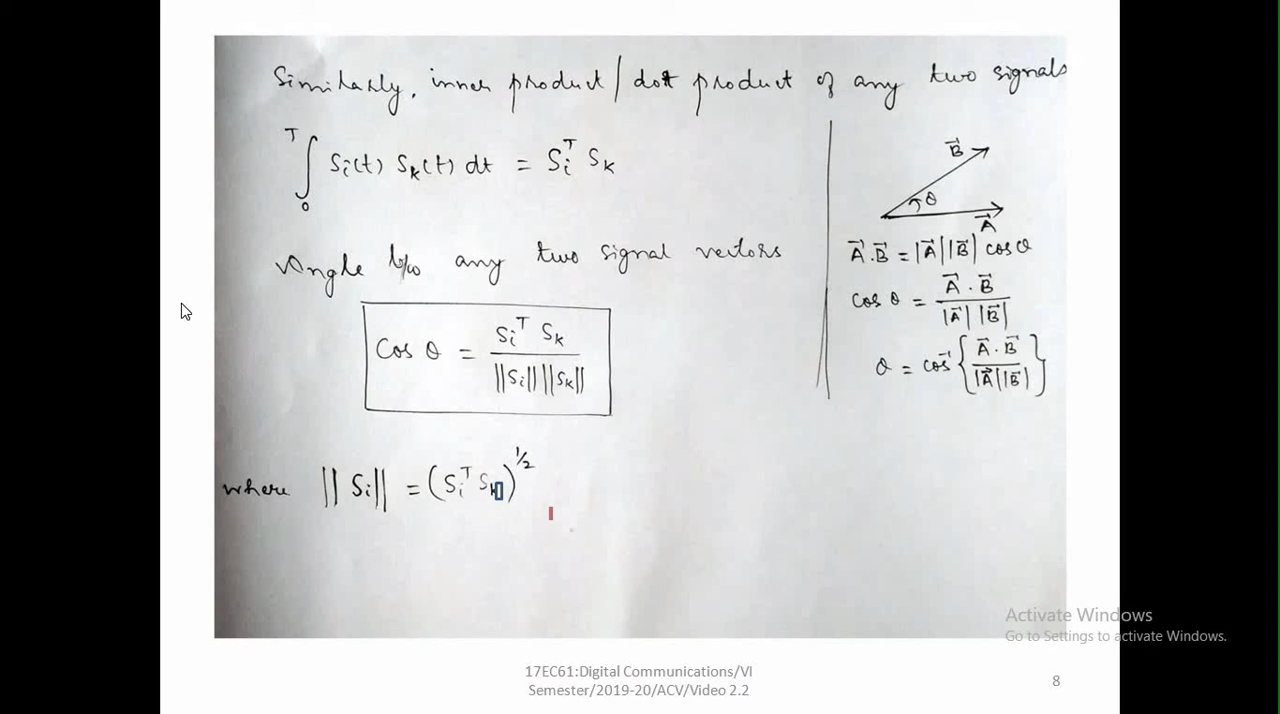 Similarly, inner product / dot product of any two signals
T
∫ Si(t) Sk(t) dt = Si^T Sk
0
Angle b/w any two signal vectors
Cos θ = Si^T Sk / ||Si|| ||Sk||
where || Si || = (Si^T Sk)^1/2
B⃗
θ
A⃗
A⃗ . B⃗ = |A⃗| |B⃗| cos θ
cos θ = A⃗ . B⃗ / |A⃗| |B⃗|
θ = cos^-1 { A⃗ . B⃗ / |A⃗| |B⃗| }
Activate Windows
Go to Settings to activate Windows.
17EC61:Digital Communications/VI
Semester/2019-20/ACV/Video 2.2
8